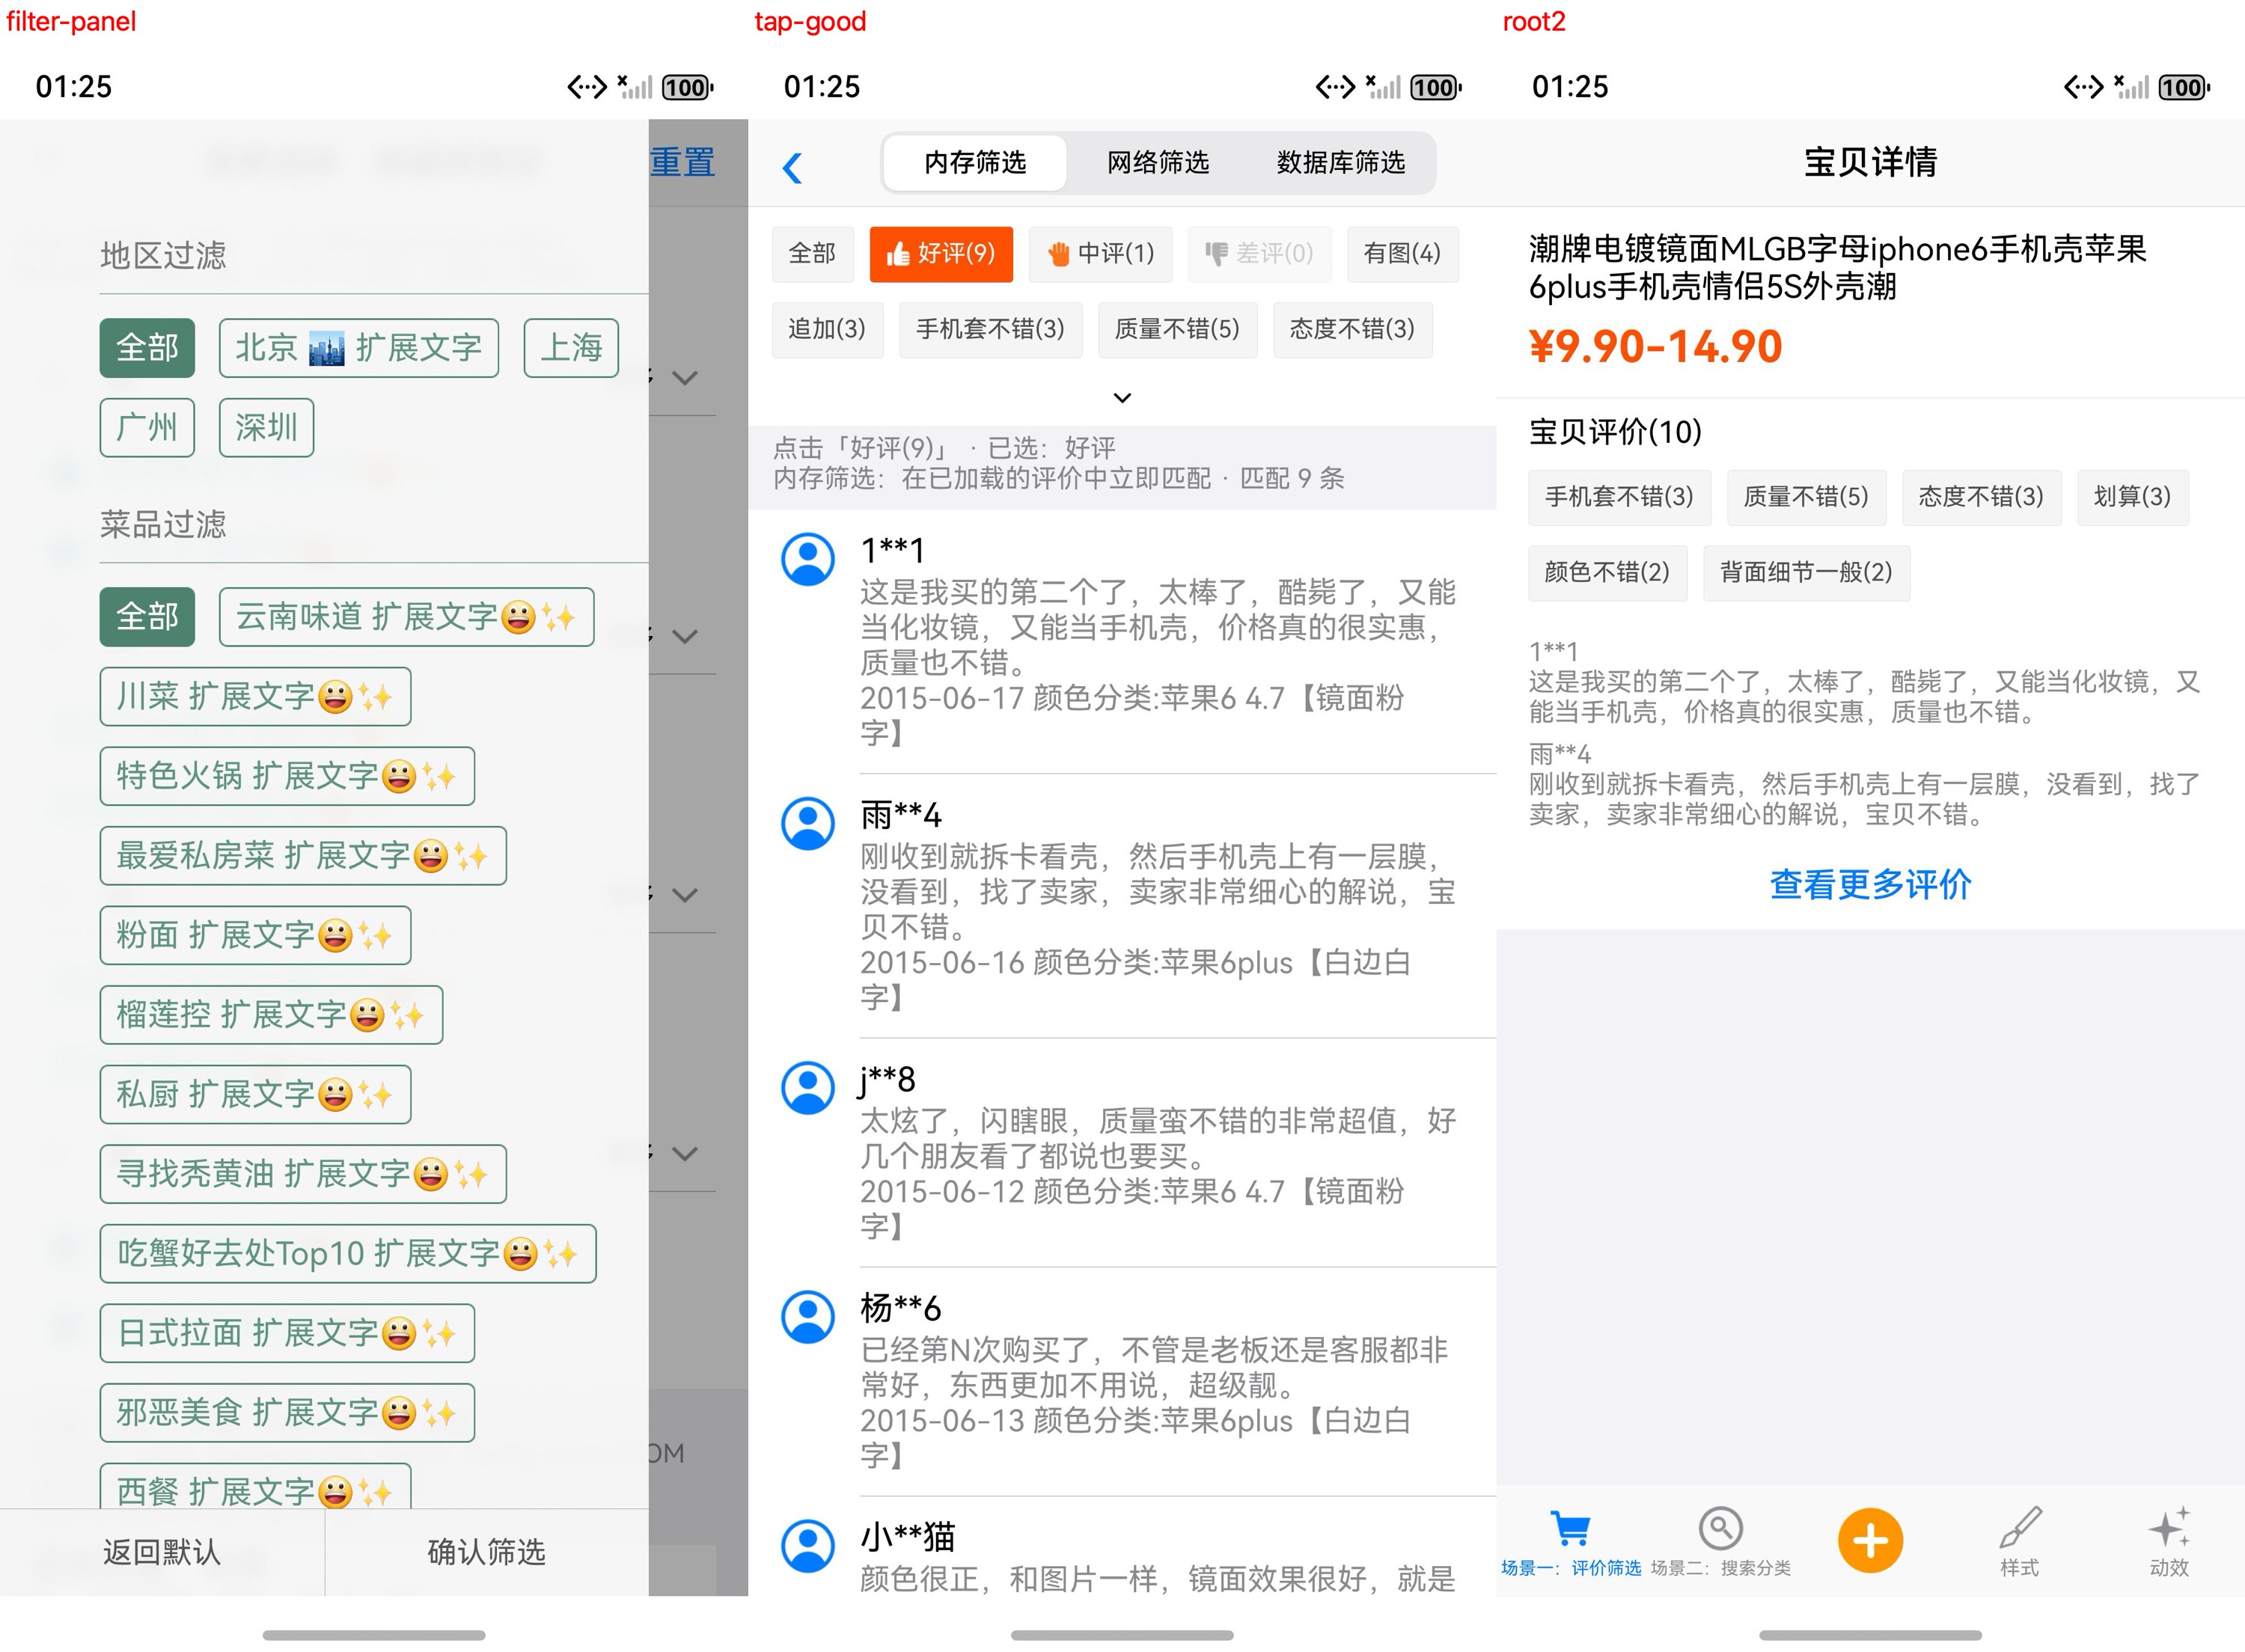 filter-panel
01:25
100
重置
地区过滤
全部
北京 🏙 扩展文字
上海
广州
深圳
菜品过滤
全部
云南味道 扩展文字😀✨
川菜 扩展文字😀✨
特色火锅 扩展文字😀✨
最爱私房菜 扩展文字😀✨
粉面 扩展文字😀✨
榴莲控 扩展文字😀✨
私厨 扩展文字😀✨
寻找秃黄油 扩展文字😀✨
吃蟹好去处Top10 扩展文字😀✨
日式拉面 扩展文字😀✨
邪恶美食 扩展文字😀✨
西餐 扩展文字😀✨
OM
返回默认
确认筛选
tap-good
01:25
100
内存筛选
网络筛选
数据库筛选
全部
好评(9)
中评(1)
差评(0)
有图(4)
追加(3)
手机套不错(3)
质量不错(5)
态度不错(3)
点击「好评(9)」 · 已选：好评
内存筛选：在已加载的评价中立即匹配 · 匹配 9 条
1**1
这是我买的第二个了，太棒了，酷毙了，又能
当化妆镜，又能当手机壳，价格真的很实惠，
质量也不错。
2015-06-17 颜色分类:苹果6 4.7【镜面粉
字】
雨**4
刚收到就拆卡看壳，然后手机壳上有一层膜，
没看到，找了卖家，卖家非常细心的解说，宝
贝不错。
2015-06-16 颜色分类:苹果6plus【白边白
字】
j**8
太炫了，闪瞎眼，质量蛮不错的非常超值，好
几个朋友看了都说也要买。
2015-06-12 颜色分类:苹果6 4.7【镜面粉
字】
杨**6
已经第N次购买了，不管是老板还是客服都非
常好，东西更加不用说，超级靓。
2015-06-13 颜色分类:苹果6plus【白边白
字】
小**猫
颜色很正，和图片一样，镜面效果很好，就是
root2
01:25
100
宝贝详情
潮牌电镀镜面MLGB字母iphone6手机壳苹果
6plus手机壳情侣5S外壳潮
¥9.90-14.90
宝贝评价(10)
手机套不错(3)
质量不错(5)
态度不错(3)
划算(3)
颜色不错(2)
背面细节一般(2)
1**1
这是我买的第二个了，太棒了，酷毙了，又能当化妆镜，又
能当手机壳，价格真的很实惠，质量也不错。
雨**4
刚收到就拆卡看壳，然后手机壳上有一层膜，没看到，找了
卖家，卖家非常细心的解说，宝贝不错。
查看更多评价
场景一：评价筛选
场景二：搜索分类
样式
动效